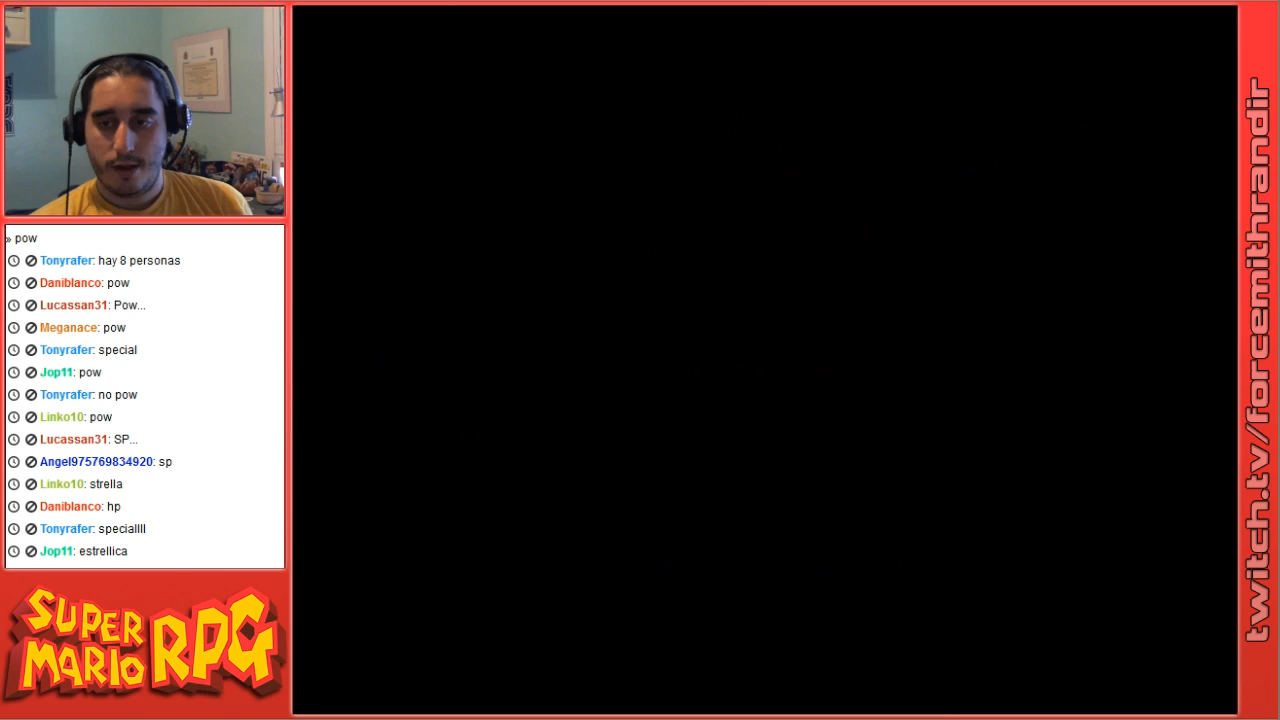 » pow
Tonyrafer: hay 8 personas
Daniblanco: pow
Lucassan31: Pow...
Meganace: pow
Tonyrafer: special
Jop11: pow
Tonyrafer: no pow
Linko10: pow
Lucassan31: SP...
Angel975769834920: sp
Linko10: strella
Daniblanco: hp
Tonyrafer: speciallll
Jop11: estrellica
SUPER
MARIO RPG
twitch.tv/forcemithrandir